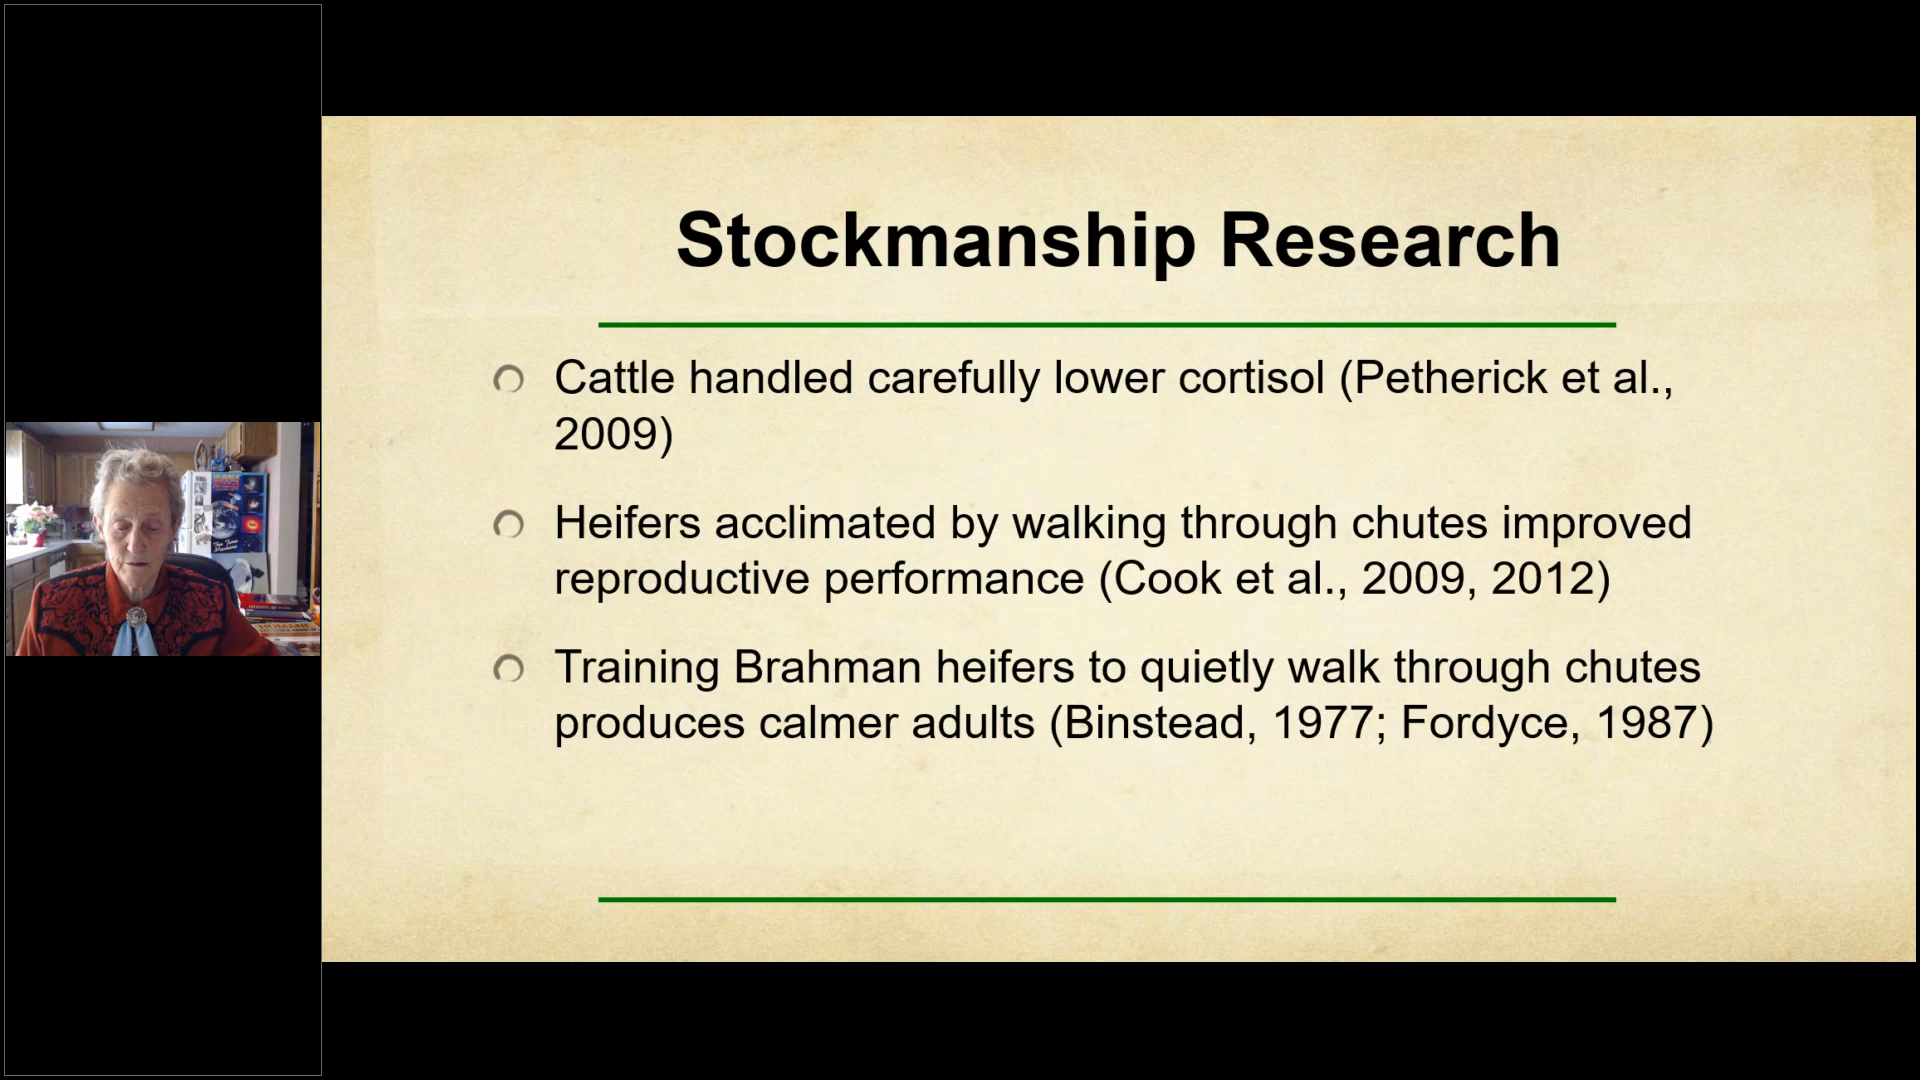 Stockmanship Research
Cattle handled carefully lower cortisol (Petherick et al.,
2009)
Heifers acclimated by walking through chutes improved
reproductive performance (Cook et al., 2009, 2012)
Training Brahman heifers to quietly walk through chutes
produces calmer adults (Binstead, 1977; Fordyce, 1987)